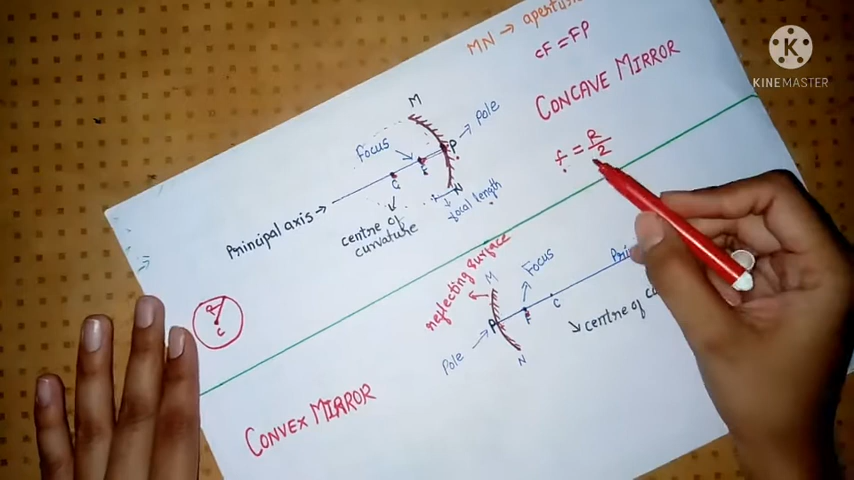 MN → aperture
CF = FP
CONCAVE MIRROR
f = R/2
M
Pole
Focus
P
F
C
N
focal length
Principal axis →
centre of
curvature
R
C
reflecting surface
M
Focus
P
F
C
N
Pole
centre of
CONVEX MIRROR
K
KINEMASTER